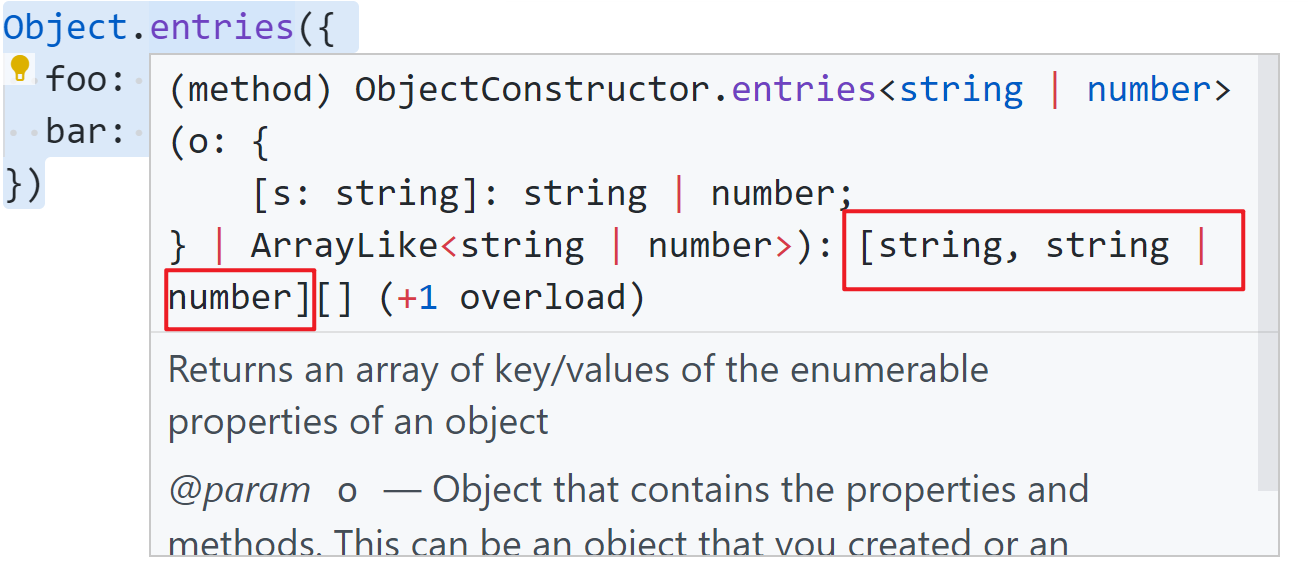 Object.entries({
foo:
(method) ObjectConstructor.entries<string | number>
bar:
(o: {
})
[s: string]: string | number;
} | ArrayLike<string | number>): [string, string |
number][] (+1 overload)
Returns an array of key/values of the enumerable
properties of an object
@param o — Object that contains the properties and
methods. This can be an object that you created or an